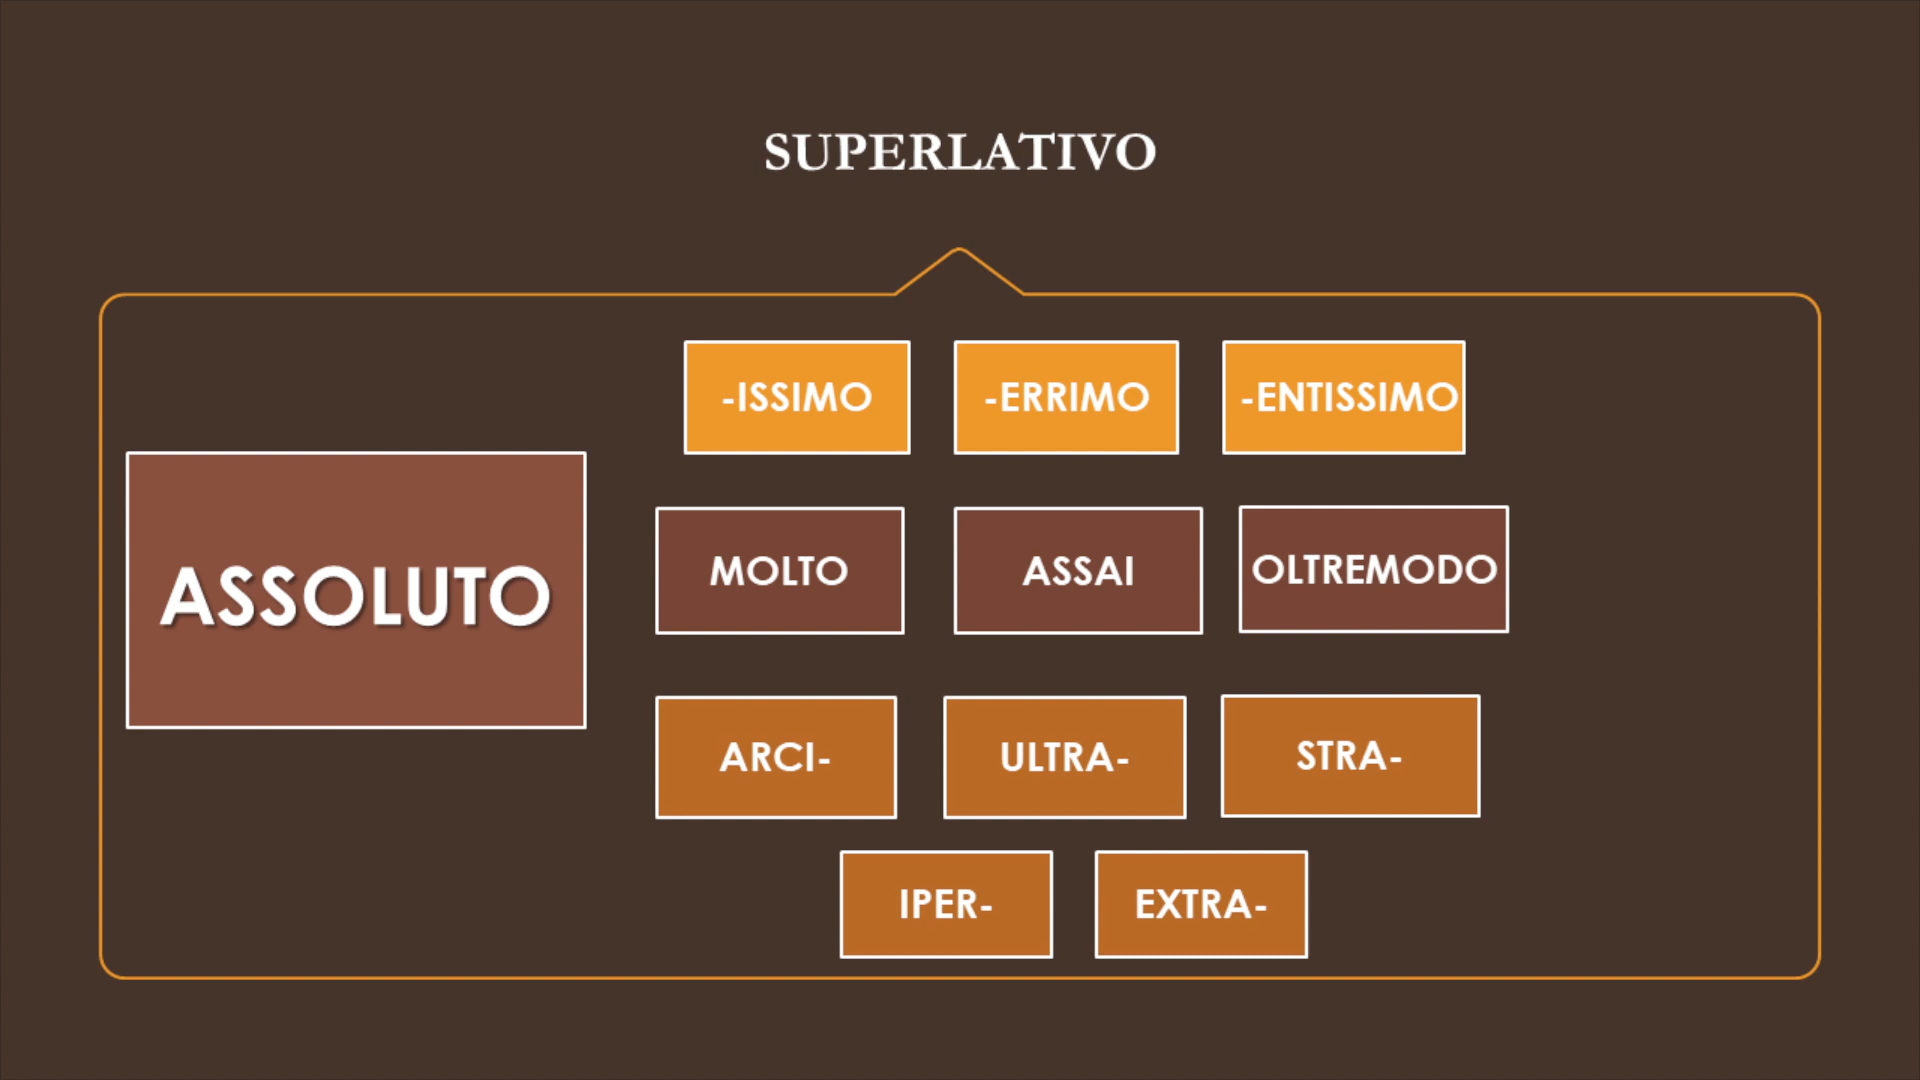 SUPERLATIVO
ASSOLUTO
-ISSIMO
-ERRIMO
-ENTISSIMO
MOLTO
ASSAI
OLTREMODO
ARCI-
ULTRA-
STRA-
IPER-
EXTRA-